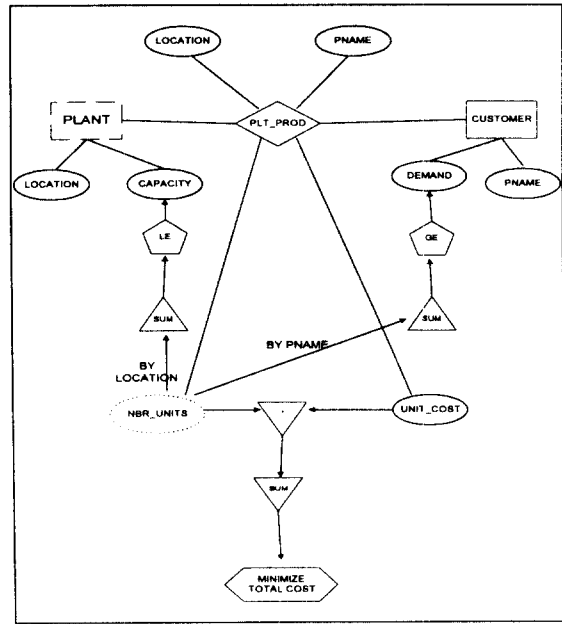 LOCATION
PNAME
PLANT
PLT_PROD
CUSTOMER
LOCATION
CAPACITY
DEMAND
PNAME
LE
GE
SUM
SUM
BY PNAME
BY
LOCATION
NBR_UNITS
UNIT_COST
SUM
MINIMIZE
TOTAL COST